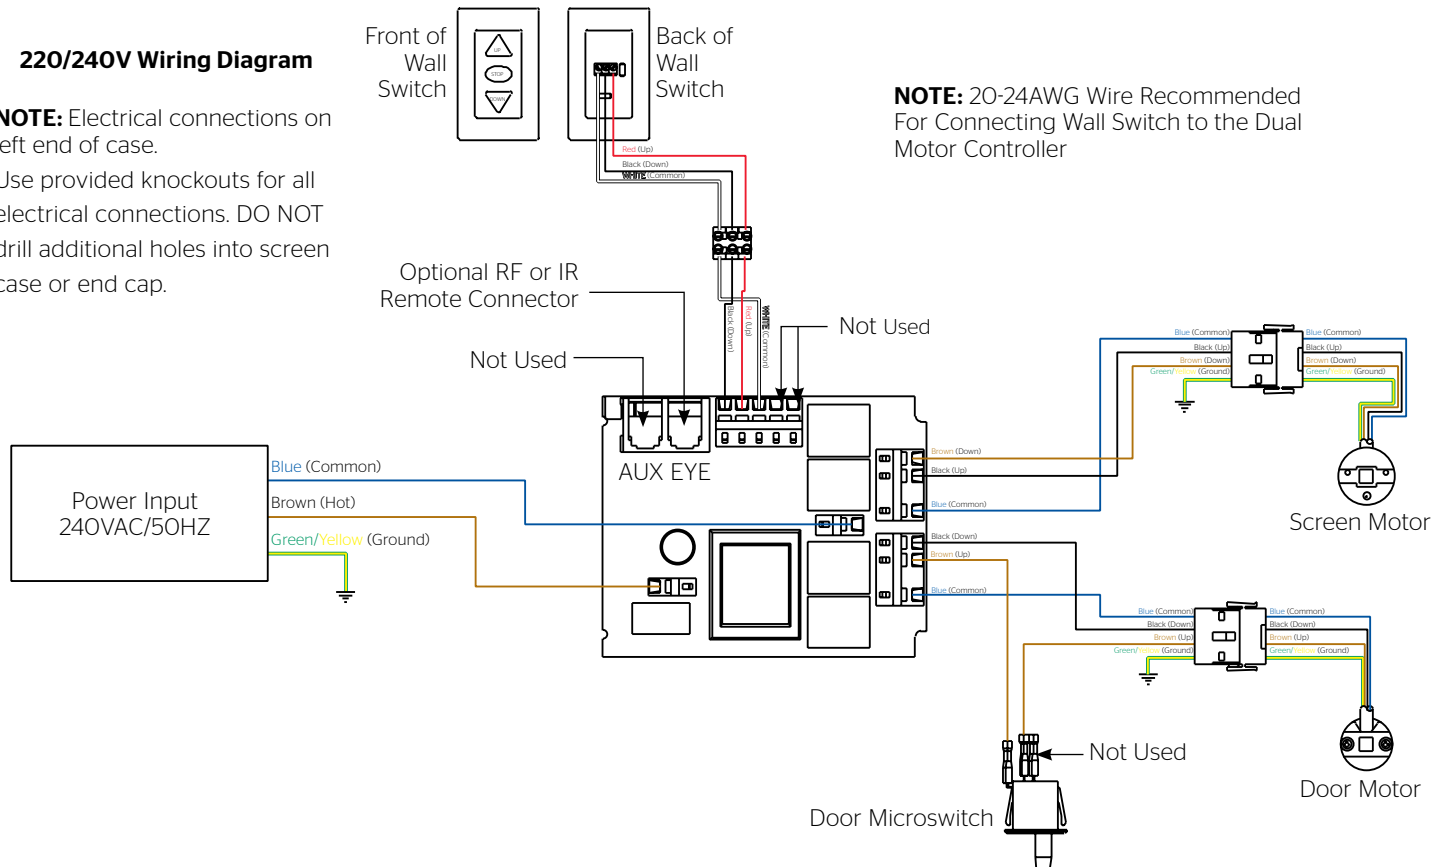 220/240V Wiring Diagram
NOTE: Electrical connections on
left end of case.
Use provided knockouts for all
electrical connections. DO NOT
drill additional holes into screen
case or end cap.
Front of
Wall
Switch
UP
STOP
DOWN
Back of
Wall
Switch
NOTE: 20-24AWG Wire Recommended
For Connecting Wall Switch to the Dual
Motor Controller
Red (Up)
Black (Down)
WHITE (Common)
Optional RF or IR
Remote Connector
Not Used
Black (Down)
Red (Up)
WHITE (Common)
Not Used
AUX EYE
Power Input
240VAC/50HZ
Blue (Common)
Brown (Hot)
Green/Yellow (Ground)
Brown (Down)
Black (Up)
Blue (Common)
Black (Down)
Brown (Up)
Blue (Common)
Blue (Common)
Black (Up)
Brown (Down)
Green/Yellow (Ground)
Blue (Common)
Black (Up)
Brown (Down)
Green/Yellow (Ground)
Screen Motor
Blue (Common)
Black (Down)
Brown (Up)
Green/Yellow (Ground)
Blue (Common)
Black (Down)
Brown (Up)
Green/Yellow (Ground)
Not Used
Door Microswitch
Door Motor